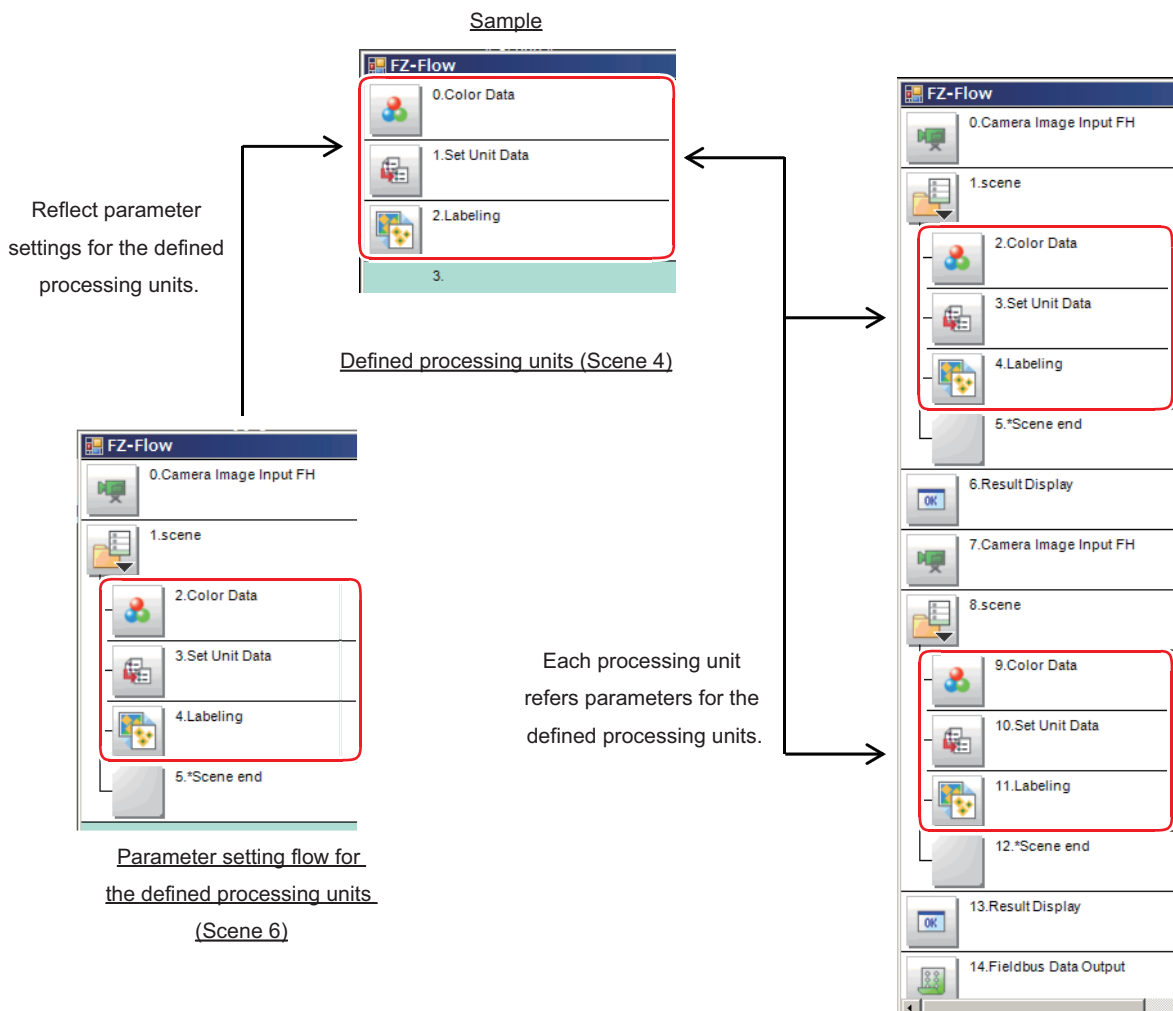 Sample
FZ-Flow
0.Color Data
1.Set Unit Data
2.Labeling
3.
Defined processing units (Scene 4)
Reflect parameter
settings for the defined
processing units.
FZ-Flow
0.Camera Image Input FH
1.scene
2.Color Data
3.Set Unit Data
4.Labeling
5.*Scene end
Parameter setting flow for
the defined processing units
(Scene 6)
Each processing unit
refers parameters for the
defined processing units.
FZ-Flow
0.Camera Image Input FH
1.scene
2.Color Data
3.Set Unit Data
4.Labeling
5.*Scene end
OK
6.Result Display
7.Camera Image Input FH
8.scene
9.Color Data
10.Set Unit Data
11.Labeling
12.*Scene end
OK
13.Result Display
14.Fieldbus Data Output